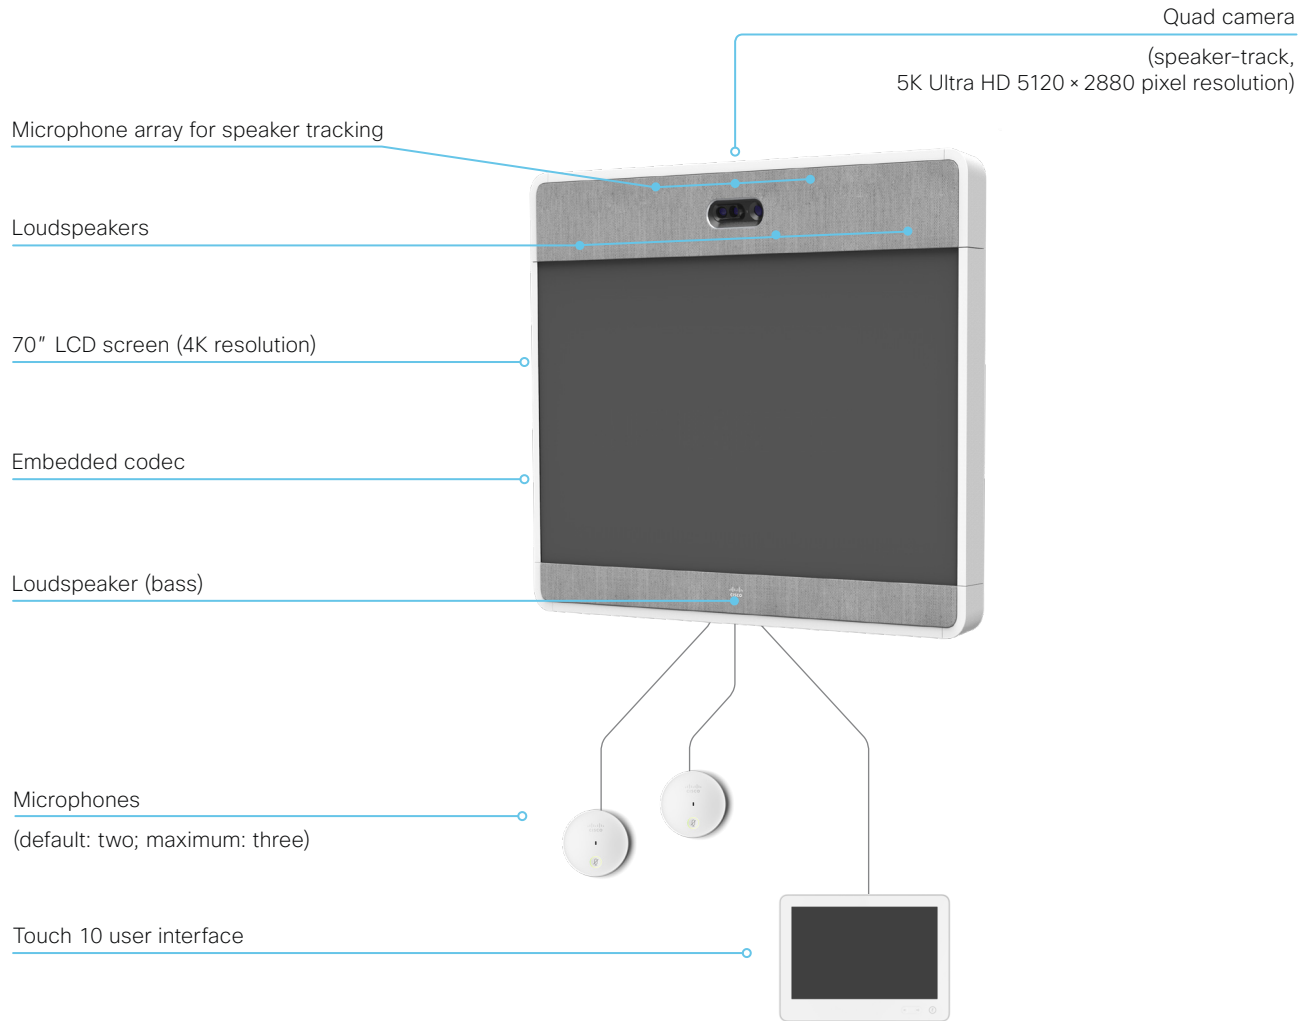 Quad camera
(speaker-track,
5K Ultra HD 5120 × 2880 pixel resolution)
Microphone array for speaker tracking
Loudspeakers
70″ LCD screen (4K resolution)
Embedded codec
Loudspeaker (bass)
CISCO
Microphones
(default: two; maximum: three)
Touch 10 user interface